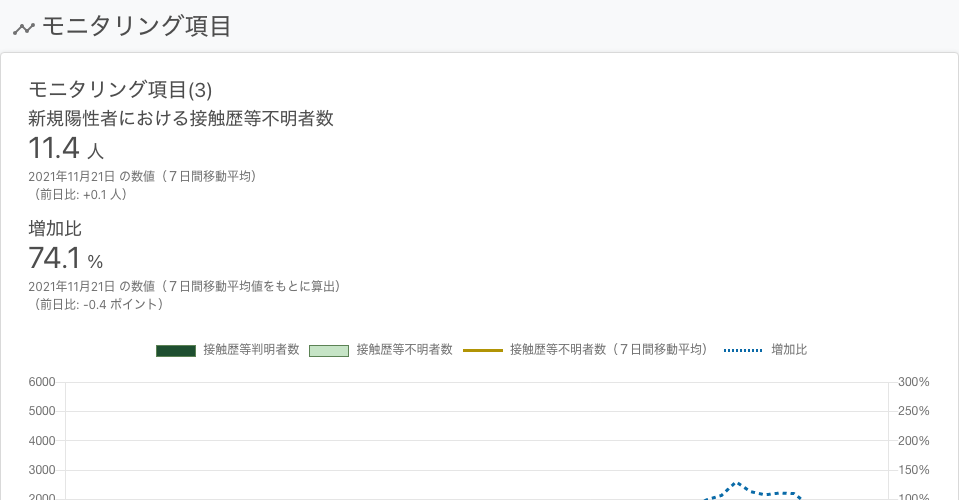 モニタリング項目
モニタリング項目(3)
新規陽性者における接触歴等不明者数
11.4 人
2021年11月21日 の数値（７日間移動平均）
（前日比: +0.1 人）
増加比
74.1 %
2021年11月21日 の数値（７日間移動平均値をもとに算出）
（前日比: -0.4 ポイント）
接触歴等判明者数 接触歴等不明者数 接触歴等不明者数（７日間移動平均） 増加比
6000 300%
5000 250%
4000 200%
3000 150%
2000 100%